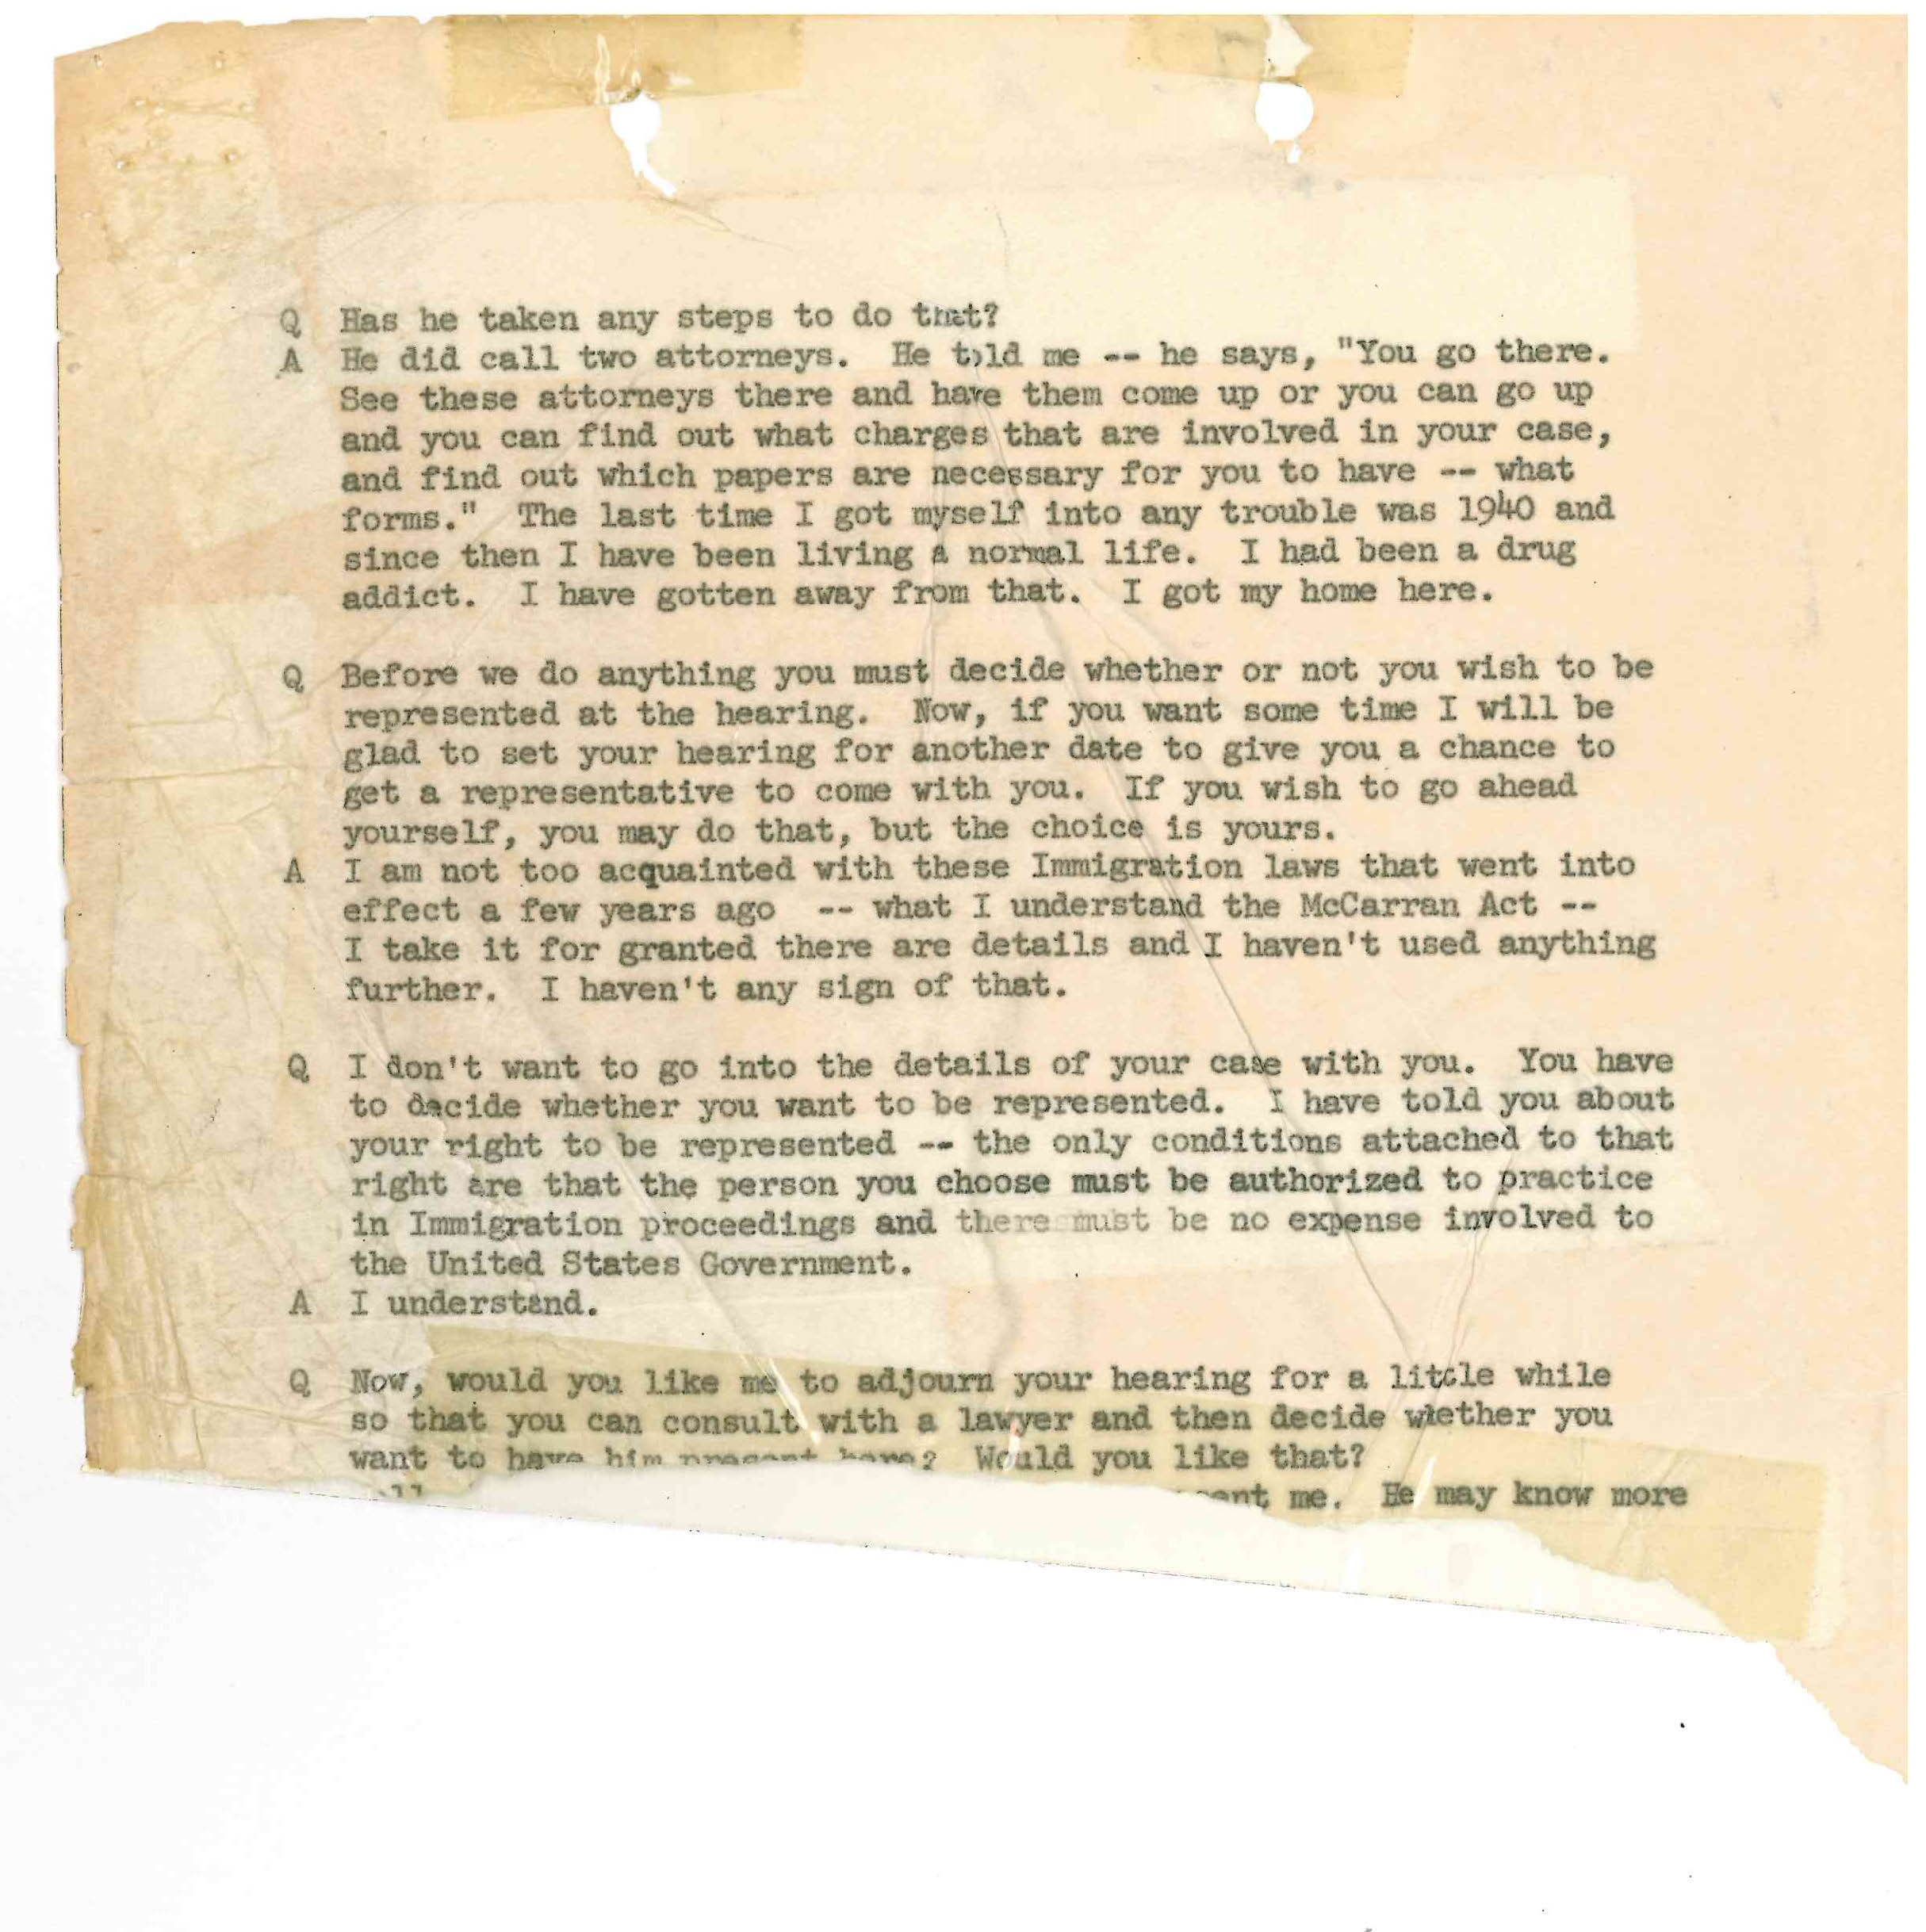 Q Has he taken any steps to do that?
A He did call two attorneys. He told me -- he says, "You go there.
See these attorneys there and have them come up or you can go up
and you can find out what charges that are involved in your case,
and find out which papers are necessary for you to have -- what
forms." The last time I got myself into any trouble was 1940 and
since then I have been living a normal life. I had been a drug
addict. I have gotten away from that. I got my home here.
Q Before we do anything you must decide whether or not you wish to be
represented at the hearing. Now, if you want some time I will be
glad to set your hearing for another date to give you a chance to
get a representative to come with you. If you wish to go ahead
yourself, you may do that, but the choice is yours.
A I am not too acquainted with these Immigration laws that went into
effect a few years ago -- what I understand the McCarran Act --
I take it for granted there are details and I haven't used anything
further. I haven't any sign of that.
Q I don't want to go into the details of your case with you. You have
to decide whether you want to be represented. I have told you about
your right to be represented -- the only conditions attached to that
right are that the person you choose must be authorized to practice
in Immigration proceedings and there must be no expense involved to
the United States Government.
A I understand.
Q Now, would you like me to adjourn your hearing for a little while
so that you can consult with a lawyer and then decide whether you
want to have him present here? Would you like that?
me. He may know more